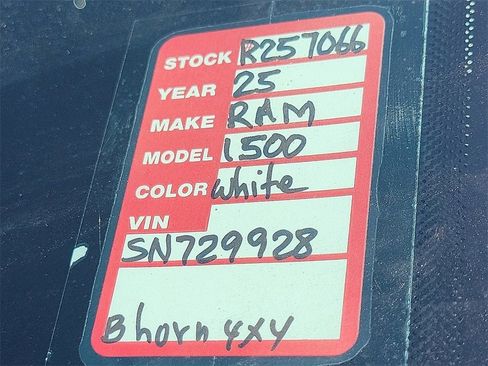 STOCK R257066
YEAR 25
MAKE RAM
MODEL 1500
COLOR white
VIN
SN729928
Bhorn 4x4